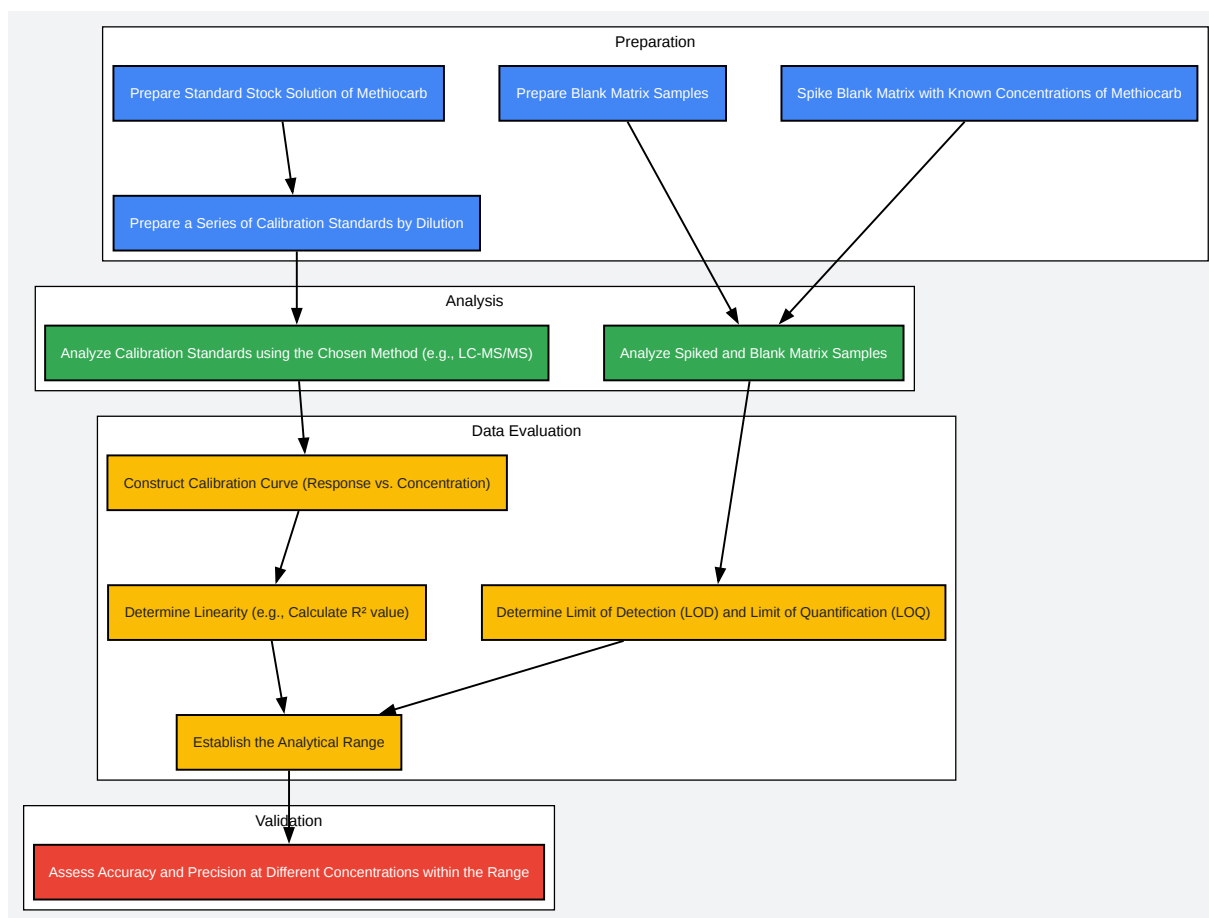 Preparation
Prepare Standard Stock Solution of Methiocarb
Prepare Blank Matrix Samples
Spike Blank Matrix with Known Concentrations of Methiocarb
Prepare a Series of Calibration Standards by Dilution
Analysis
Analyze Calibration Standards using the Chosen Method (e.g., LC-MS/MS)
Analyze Spiked and Blank Matrix Samples
Data Evaluation
Construct Calibration Curve (Response vs. Concentration)
Determine Linearity (e.g., Calculate R² value)
Determine Limit of Detection (LOD) and Limit of Quantification (LOQ)
Establish the Analytical Range
Validation
Assess Accuracy and Precision at Different Concentrations within the Range